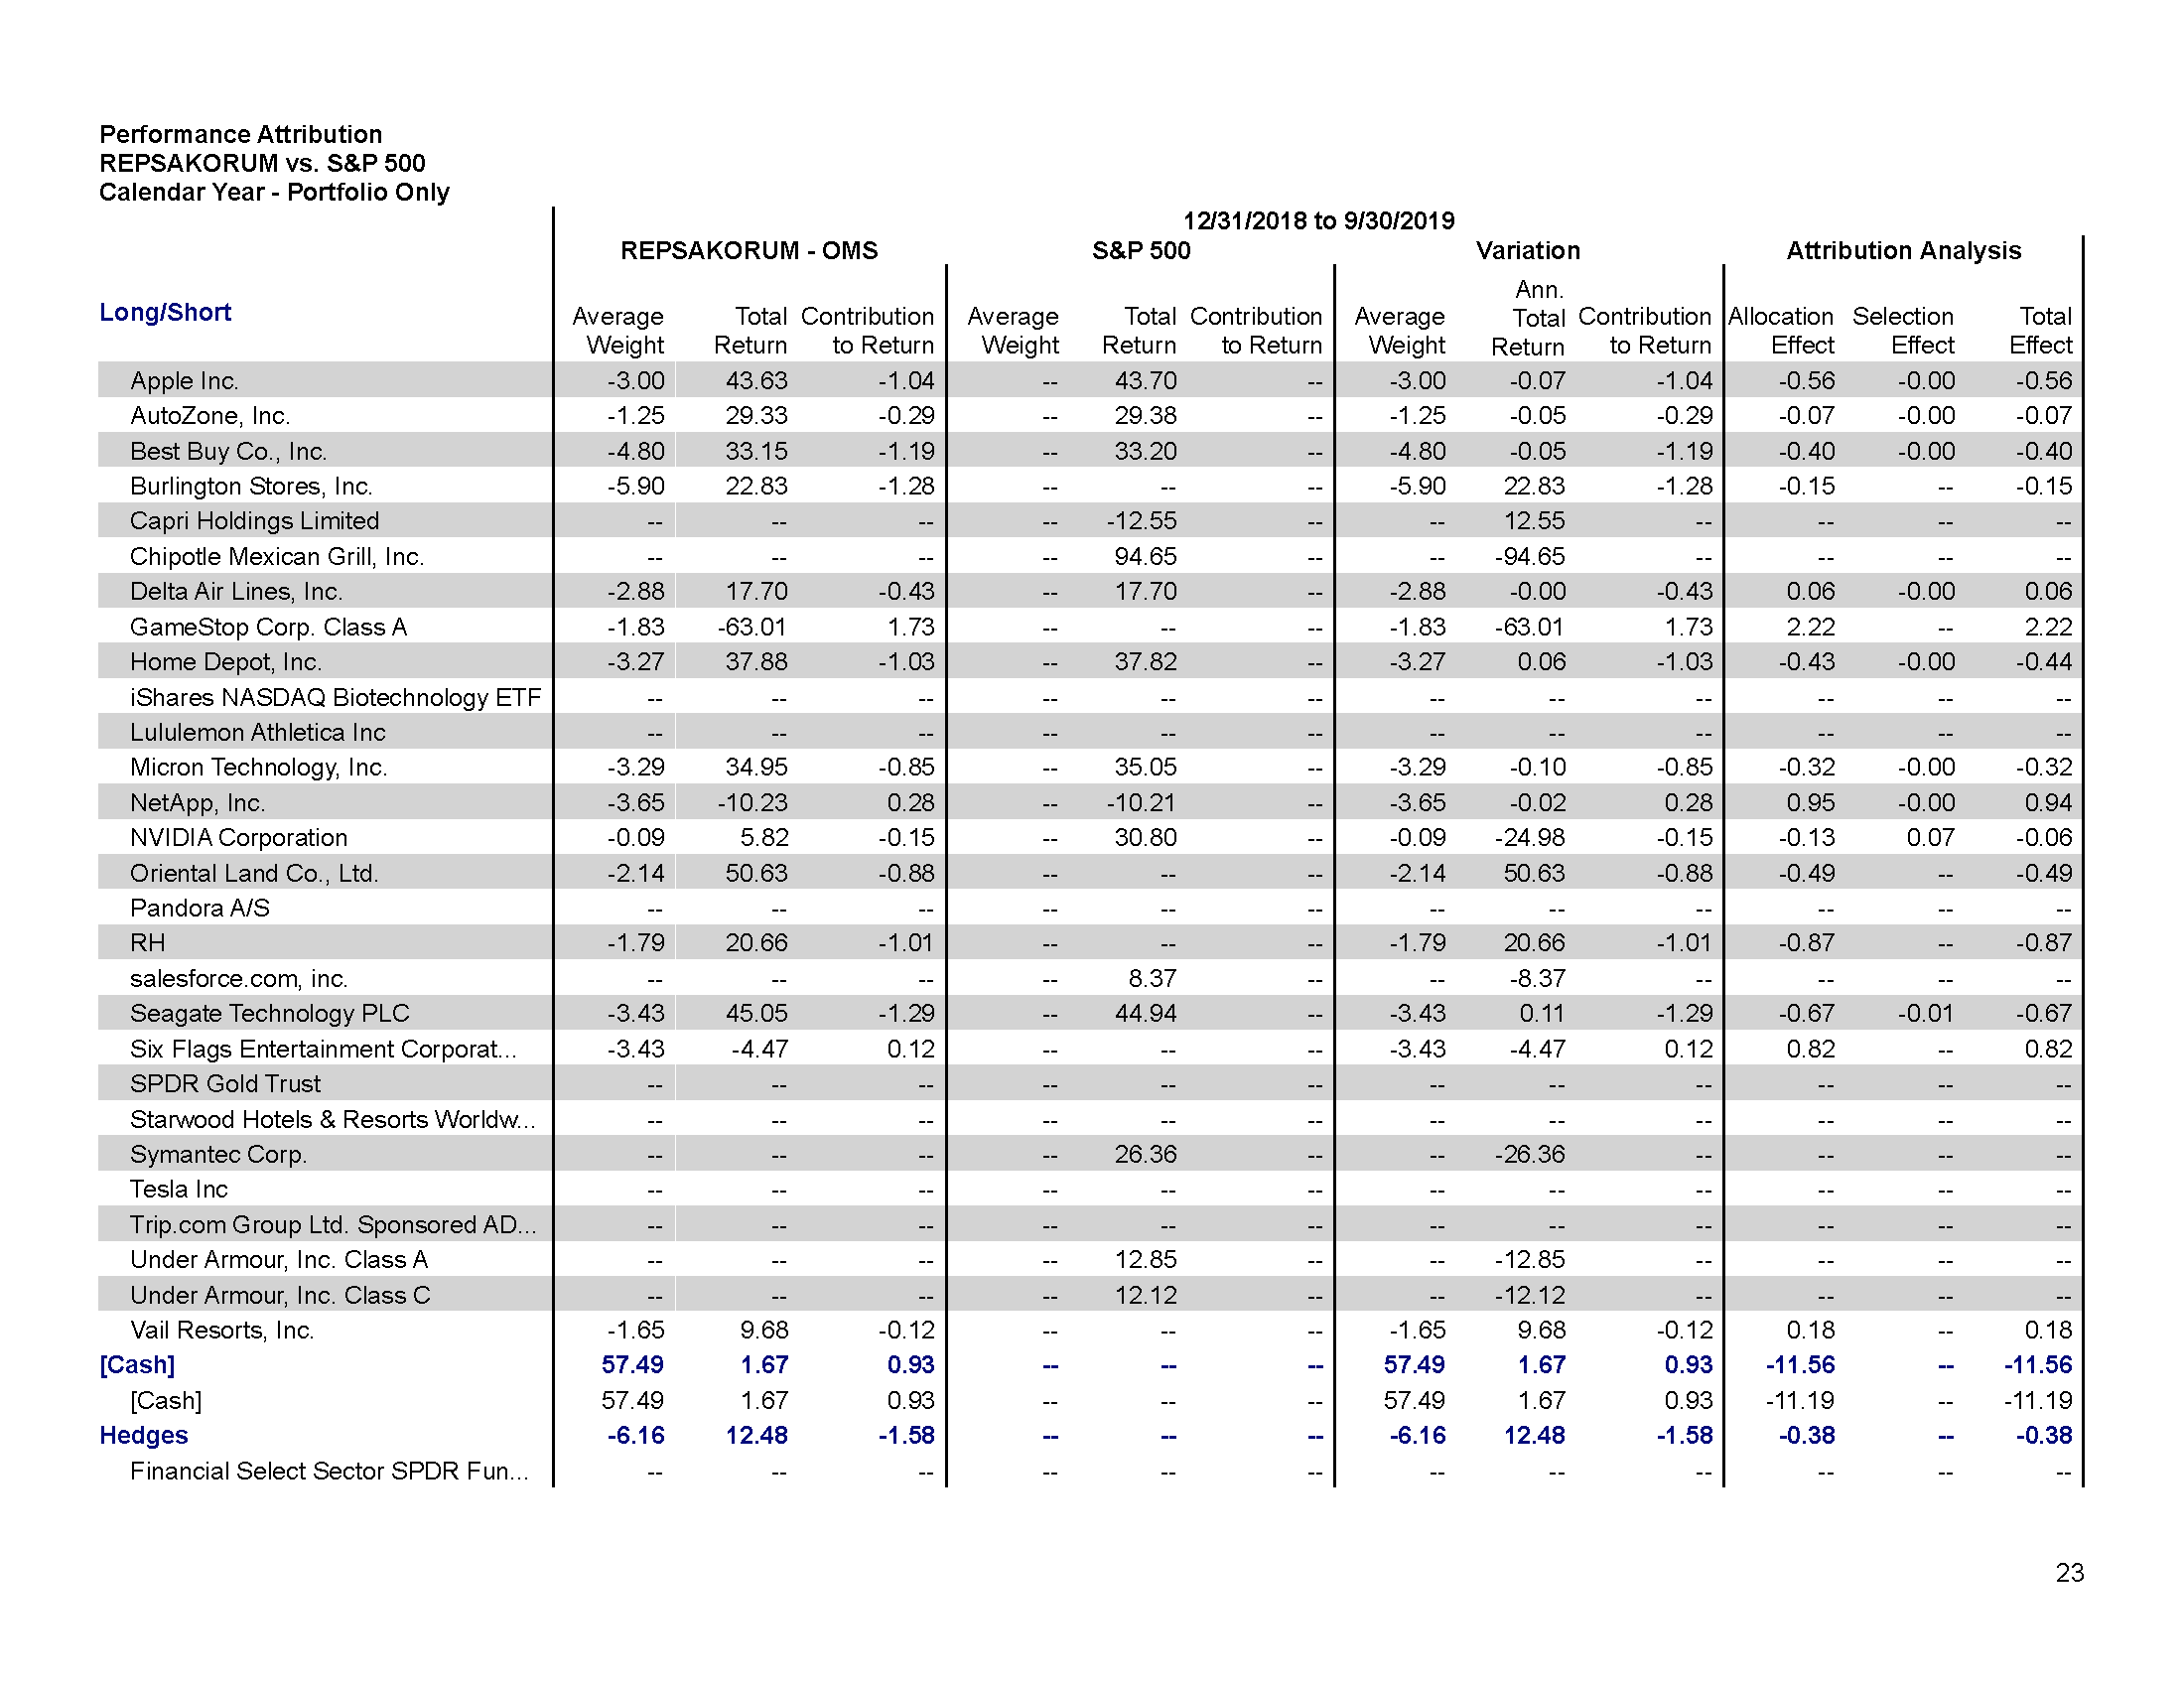 Performance Attribution
REPSAKORUM vs. S&P 500
Calendar Year - Portfolio Only
12/31/2018 to 9/30/2019
REPSAKORUM - OMS S&P 500 Variation Attribution Analysis
Long/Short Average Weight Total Return Contribution to Return Average Weight Total Return Contribution to Return Average Weight Ann. Total Return Contribution to Return Allocation Effect Selection Effect Total Effect
Apple Inc. -3.00 43.63 -1.04 -- 43.70 -- -3.00 -0.07 -1.04 -0.56 -0.00 -0.56
AutoZone, Inc. -1.25 29.33 -0.29 -- 29.38 -- -1.25 -0.05 -0.29 -0.07 -0.00 -0.07
Best Buy Co., Inc. -4.80 33.15 -1.19 -- 33.20 -- -4.80 -0.05 -1.19 -0.40 -0.00 -0.40
Burlington Stores, Inc. -5.90 22.83 -1.28 -- -- -- -5.90 22.83 -1.28 -0.15 -- -0.15
Capri Holdings Limited -- -- -- -- -12.55 -- -- 12.55 -- -- -- --
Chipotle Mexican Grill, Inc. -- -- -- -- 94.65 -- -- -94.65 -- -- -- --
Delta Air Lines, Inc. -2.88 17.70 -0.43 -- 17.70 -- -2.88 -0.00 -0.43 0.06 -0.00 0.06
GameStop Corp. Class A -1.83 -63.01 1.73 -- -- -- -1.83 -63.01 1.73 2.22 -- 2.22
Home Depot, Inc. -3.27 37.88 -1.03 -- 37.82 -- -3.27 0.06 -1.03 -0.43 -0.00 -0.44
iShares NASDAQ Biotechnology ETF -- -- -- -- -- -- -- -- -- -- -- --
Lululemon Athletica Inc -- -- -- -- -- -- -- -- -- -- -- --
Micron Technology, Inc. -3.29 34.95 -0.85 -- 35.05 -- -3.29 -0.10 -0.85 -0.32 -0.00 -0.32
NetApp, Inc. -3.65 -10.23 0.28 -- -10.21 -- -3.65 -0.02 0.28 0.95 -0.00 0.94
NVIDIA Corporation -0.09 5.82 -0.15 -- 30.80 -- -0.09 -24.98 -0.15 -0.13 0.07 -0.06
Oriental Land Co., Ltd. -2.14 50.63 -0.88 -- -- -- -2.14 50.63 -0.88 -0.49 -- -0.49
Pandora A/S -- -- -- -- -- -- -- -- -- -- -- --
RH -1.79 20.66 -1.01 -- -- -- -1.79 20.66 -1.01 -0.87 -- -0.87
salesforce.com, inc. -- -- -- -- 8.37 -- -- -8.37 -- -- -- --
Seagate Technology PLC -3.43 45.05 -1.29 -- 44.94 -- -3.43 0.11 -1.29 -0.67 -0.01 -0.67
Six Flags Entertainment Corporat... -3.43 -4.47 0.12 -- -- -- -3.43 -4.47 0.12 0.82 -- 0.82
SPDR Gold Trust -- -- -- -- -- -- -- -- -- -- -- --
Starwood Hotels & Resorts Worldw... -- -- -- -- -- -- -- -- -- -- -- --
Symantec Corp. -- -- -- -- 26.36 -- -- -26.36 -- -- -- --
Tesla Inc -- -- -- -- -- -- -- -- -- -- -- --
Trip.com Group Ltd. Sponsored AD... -- -- -- -- -- -- -- -- -- -- -- --
Under Armour, Inc. Class A -- -- -- -- 12.85 -- -- -12.85 -- -- -- --
Under Armour, Inc. Class C -- -- -- -- 12.12 -- -- -12.12 -- -- -- --
Vail Resorts, Inc. -1.65 9.68 -0.12 -- -- -- -1.65 9.68 -0.12 0.18 -- 0.18
[Cash] 57.49 1.67 0.93 -- -- -- 57.49 1.67 0.93 -11.56 -- -11.56
[Cash] 57.49 1.67 0.93 -- -- -- 57.49 1.67 0.93 -11.19 -- -11.19
Hedges -6.16 12.48 -1.58 -- -- -- -6.16 12.48 -1.58 -0.38 -- -0.38
Financial Select Sector SPDR Fun... -- -- -- -- -- -- -- -- -- -- -- --
23